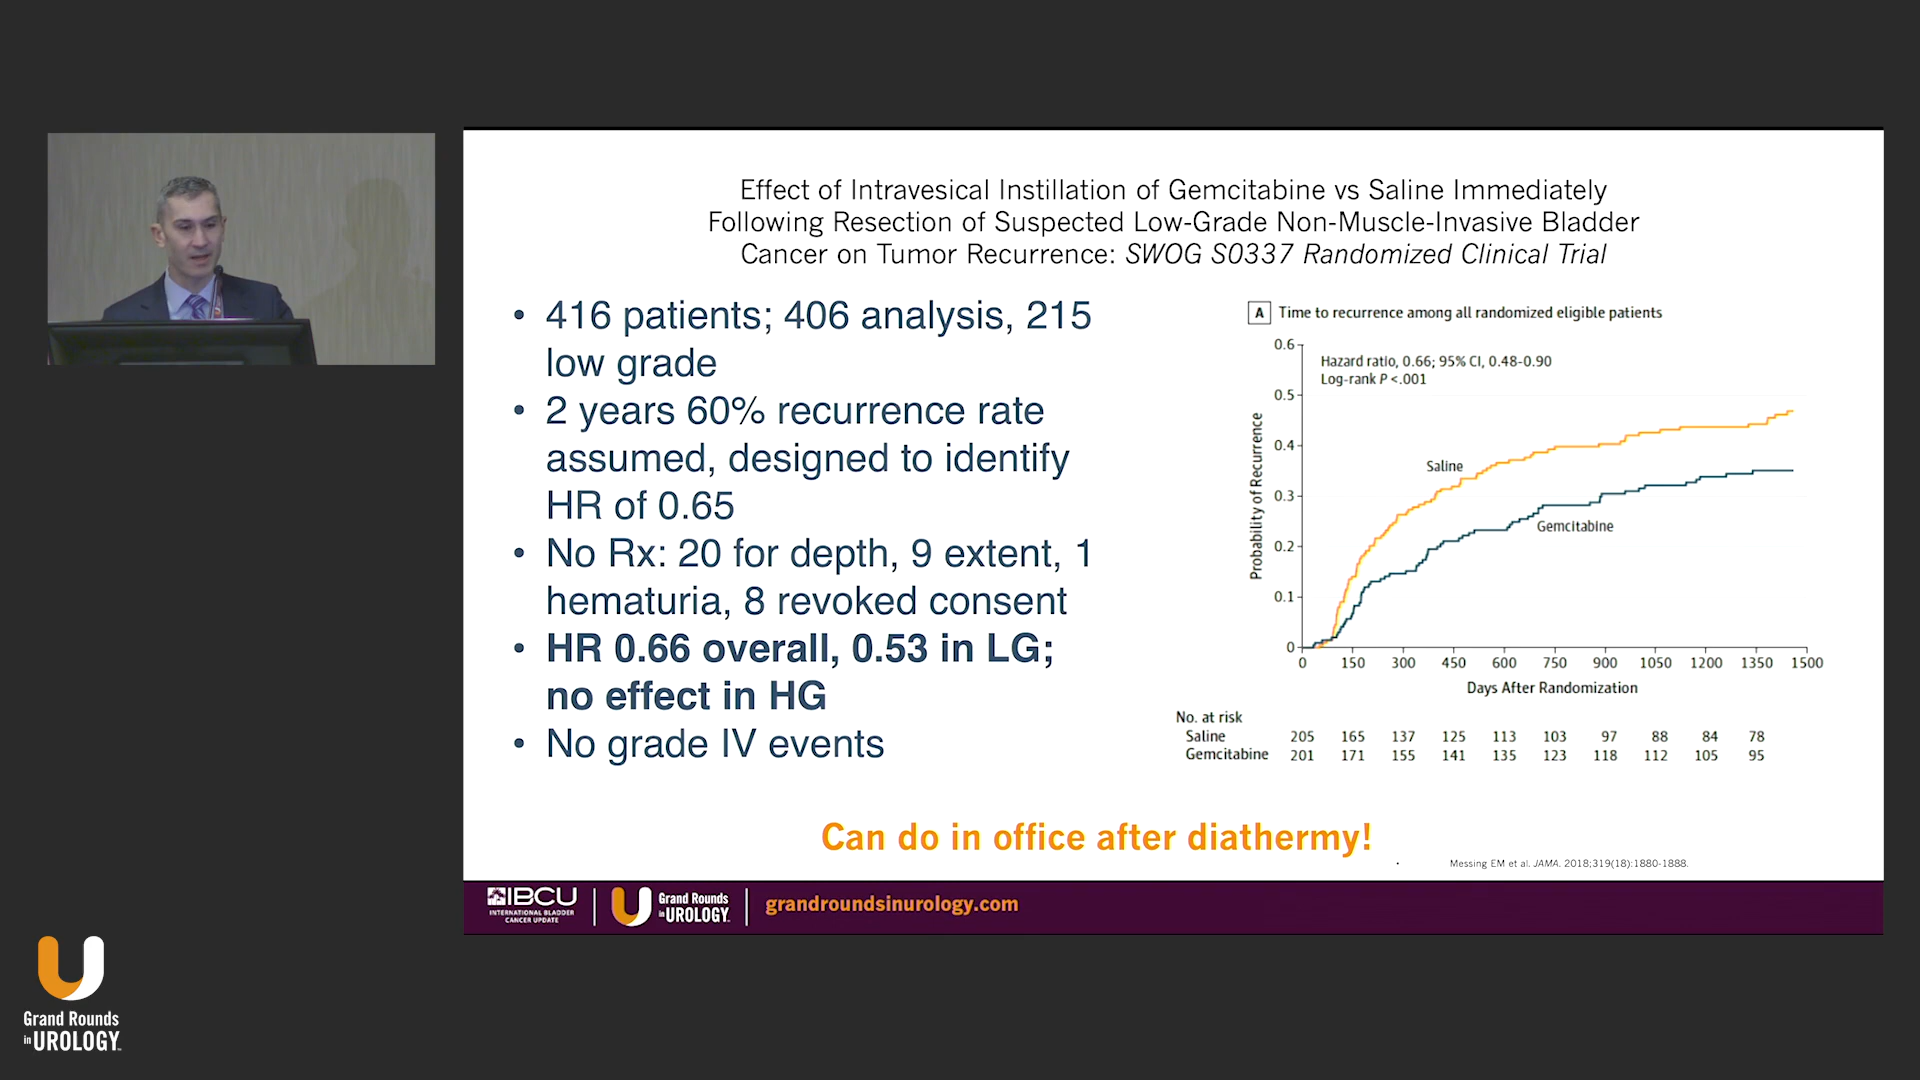 Effect of Intravesical Instillation of Gemcitabine vs Saline Immediately
Following Resection of Suspected Low-Grade Non-Muscle-Invasive Bladder
Cancer on Tumor Recurrence: SWOG S0337 Randomized Clinical Trial
• 416 patients; 406 analysis, 215
low grade
• 2 years 60% recurrence rate
assumed, designed to identify
HR of 0.65
• No Rx: 20 for depth, 9 extent, 1
hematuria, 8 revoked consent
• HR 0.66 overall, 0.53 in LG;
no effect in HG
• No grade IV events
A Time to recurrence among all randomized eligible patients
Hazard ratio, 0.66; 95% CI, 0.48-0.90
Log-rank P <.001
Probability of Recurrence
0.6
0.5
0.4
0.3
0.2
0.1
0
Saline
Gemcitabine
0 150 300 450 600 750 900 1050 1200 1350 1500
Days After Randomization
No. at risk
Saline 205 165 137 125 113 103 97 88 84 78
Gemcitabine 201 171 155 141 135 123 118 112 105 95
Can do in office after diathermy!
• Messing EM et al. JAMA. 2018;319(18):1880-1888.
IBCU
INTERNATIONAL BLADDER
CANCER UPDATE
Grand Rounds
in UROLOGY
grandroundsinurology.com
Grand Rounds
in UROLOGY